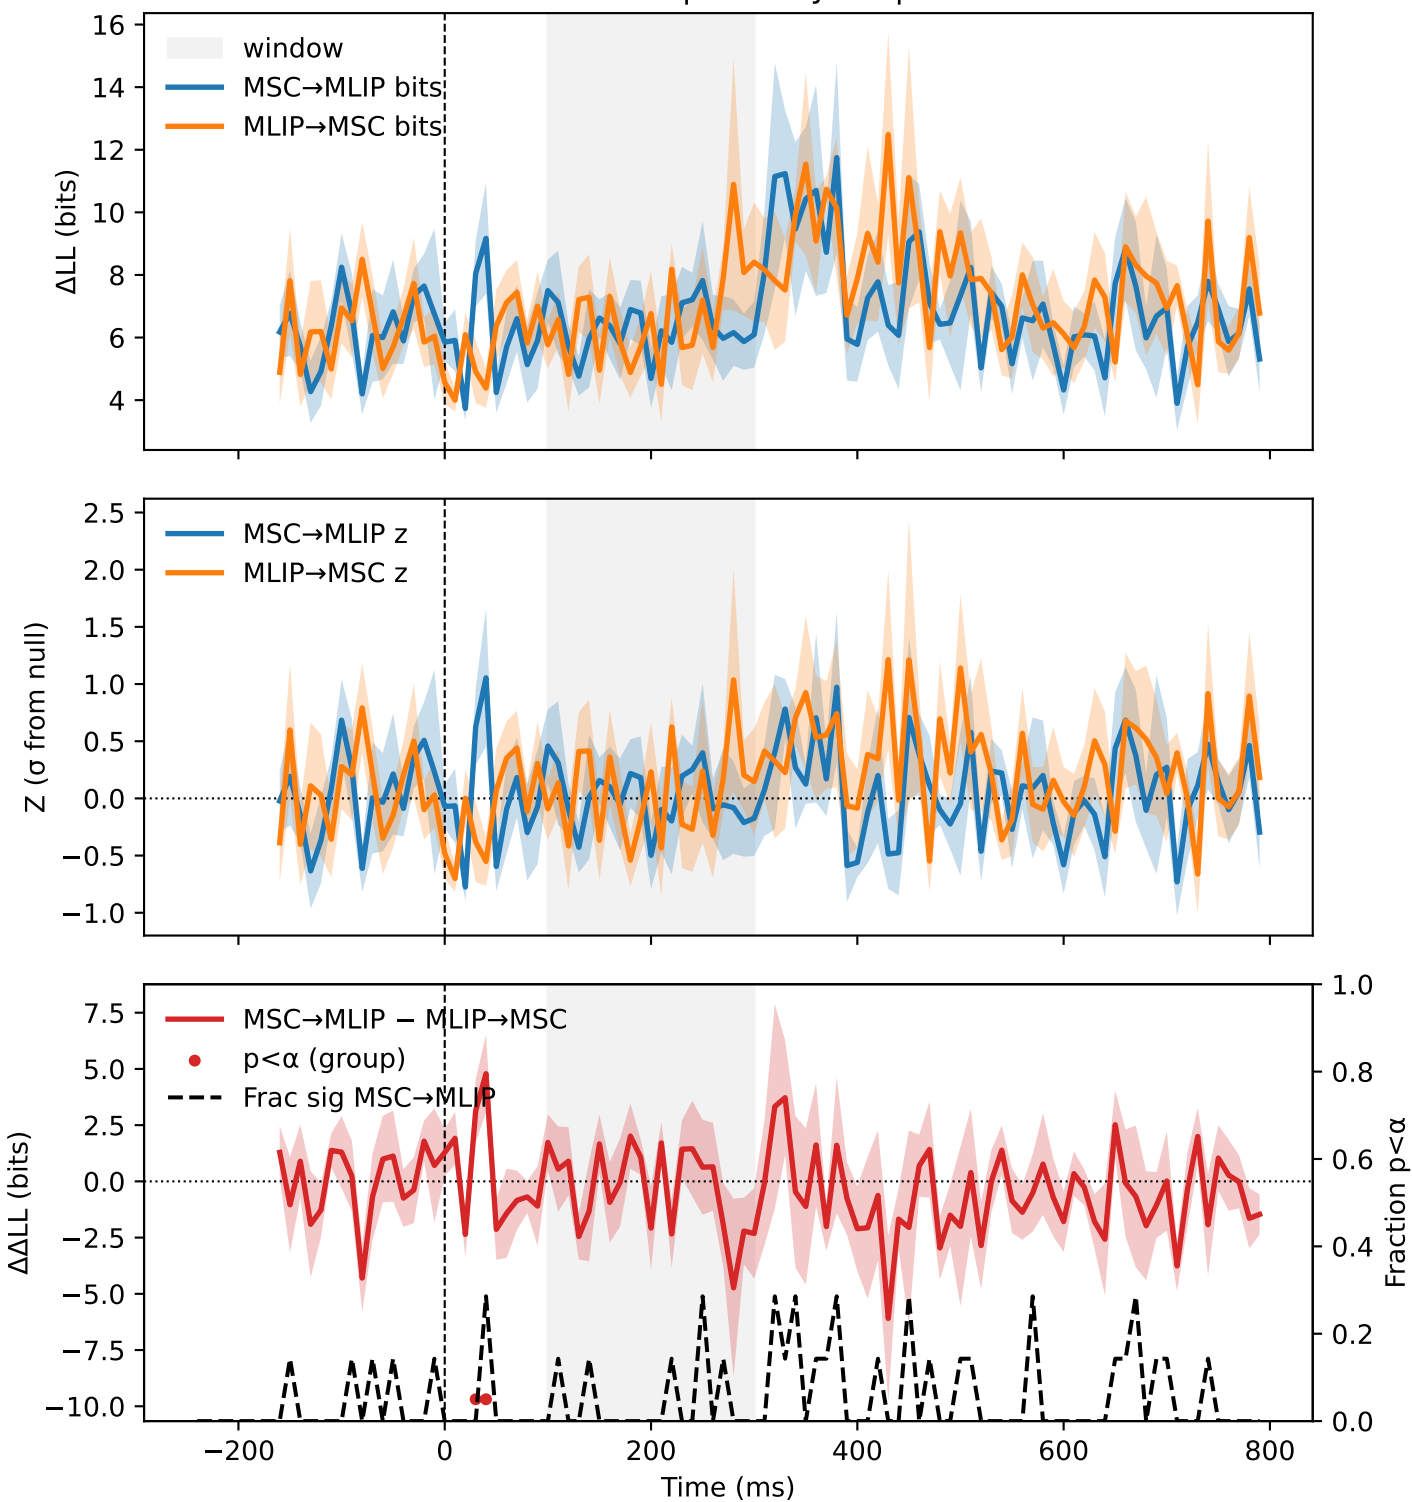 16
14
12
10
8
6
4
ΔLL (bits)
window
MSC→MLIP bits
MLIP→MSC bits
2.5
2.0
1.5
1.0
0.5
0.0
−0.5
−1.0
Z (σ from null)
MSC→MLIP z
MLIP→MSC z
7.5
5.0
2.5
0.0
−2.5
−5.0
−7.5
−10.0
ΔΔLL (bits)
MSC→MLIP − MLIP→MSC
p<α (group)
Frac sig MSC→MLIP
1.0
0.8
0.6
0.4
0.2
0.0
Fraction p<α
−200
0
200
400
600
800
Time (ms)